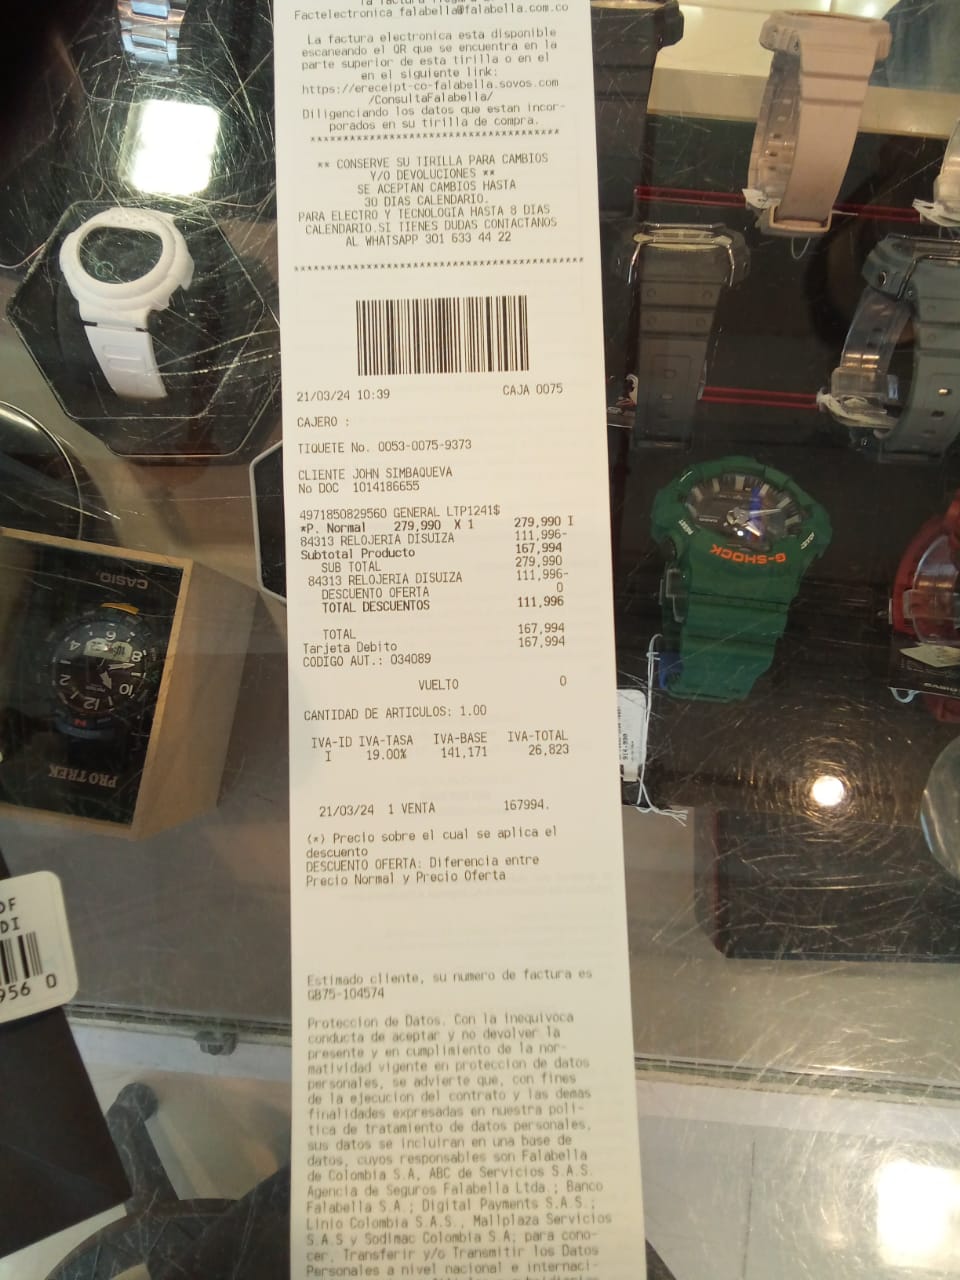 Factelectronica_falabella@falabella.com.co
La factura electronica esta disponible
escaneando el QR que se encuentra en la
parte superior de esta tirilla o en el
en el siguiente link:
https://ereceipt-co-falabella.sovos.com
/ConsultaFalabella/
Diligenciando los datos que estan incor-
porados en su tirilla de compra.
****************************************
** CONSERVE SU TIRILLA PARA CAMBIOS
Y/O DEVOLUCIONES **
SE ACEPTAN CAMBIOS HASTA
30 DIAS CALENDARIO.
PARA ELECTRO Y TECNOLOGIA HASTA 8 DIAS
CALENDARIO.SI TIENES DUDAS CONTACTANOS
AL WHATSAPP 301 633 44 22
****************************************
21/03/24 10:39 CAJA 0075
CAJERO :
TIQUETE No. 0053-0075-9373
CLIENTE JOHN SIMBAQUEVA
No DOC 1014186655
4971850829560 GENERAL LTP1241$
*P. Normal 279,990 X 1 279,990 I
84313 RELOJERIA DISUIZA 111,996-
Subtotal Producto 167,994
SUB TOTAL 279,990
84313 RELOJERIA DISUIZA 111,996-
DESCUENTO OFERTA 0
TOTAL DESCUENTOS 111,996
TOTAL 167,994
Tarjeta Debito 167,994
CODIGO AUT.: 034089
VUELTO 0
CANTIDAD DE ARTICULOS: 1.00
IVA-ID IVA-TASA IVA-BASE IVA-TOTAL
I 19.00% 141,171 26,823
21/03/24 1 VENTA 167994.
(*) Precio sobre el cual se aplica el
descuento
DESCUENTO OFERTA: Diferencia entre
Precio Normal y Precio Oferta
Estimado cliente, su numero de factura es
GB75-104574
Proteccion de Datos. Con la inequivoca
conducta de aceptar y no devolver la
presente y en cumplimiento de la nor-
matividad vigente en proteccion de datos
personales, se advierte que, con fines
de la ejecucion del contrato y las demas
finalidades expresadas en nuestra poli-
tica de tratamiento de datos personales,
sus datos se incluiran en una base de
datos, cuyos responsables son Falabella
de Colombia S.A, ABC de Servicios S.A.S.
Agencia de Seguros Falabella Ltda.; Banco
Falabella S.A.; Digital Payments S.A.S.;
Linio Colombia S.A.S., Mallplaza Servicios
S.A.S y Sodimac Colombia S.A; para cono-
cer, Transferir y/o Transmitir los Datos
Personales a nivel nacional e internaci-
CASIO
PRO TREK
G-SHOCK
DF
DI
956 0